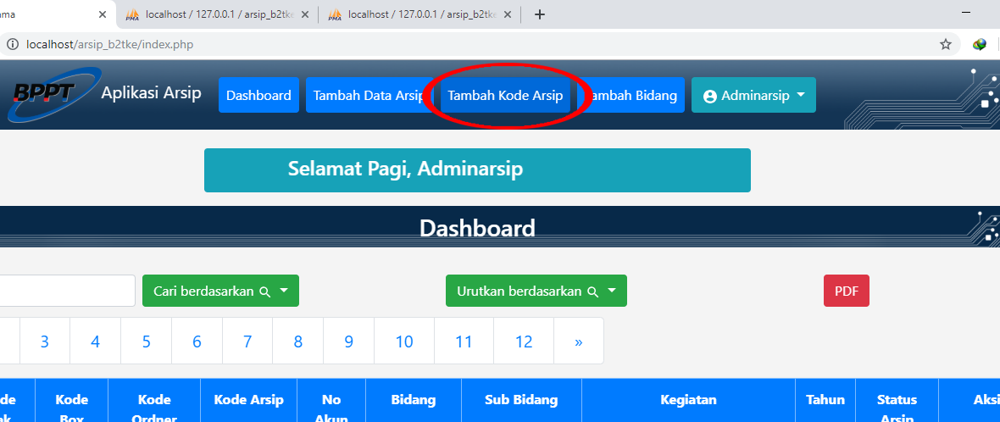 ama
localhost / 127.0.0.1 / arsip_b2tke
localhost / 127.0.0.1 / arsip_b2tke
localhost/arsip_b2tke/index.php
BPPT
Aplikasi Arsip
Dashboard
Tambah Data Arsip
Tambah Kode Arsip
ambah Bidang
Adminarsip
Selamat Pagi, Adminarsip
Dashboard
Cari berdasarkan
Urutkan berdasarkan
PDF
3 4 5 6 7 8 9 10 11 12 »
de Kode Kode Kode Arsip No Bidang Sub Bidang Kegiatan Tahun Status Aksi
ak Box Ordner Akun Arsip